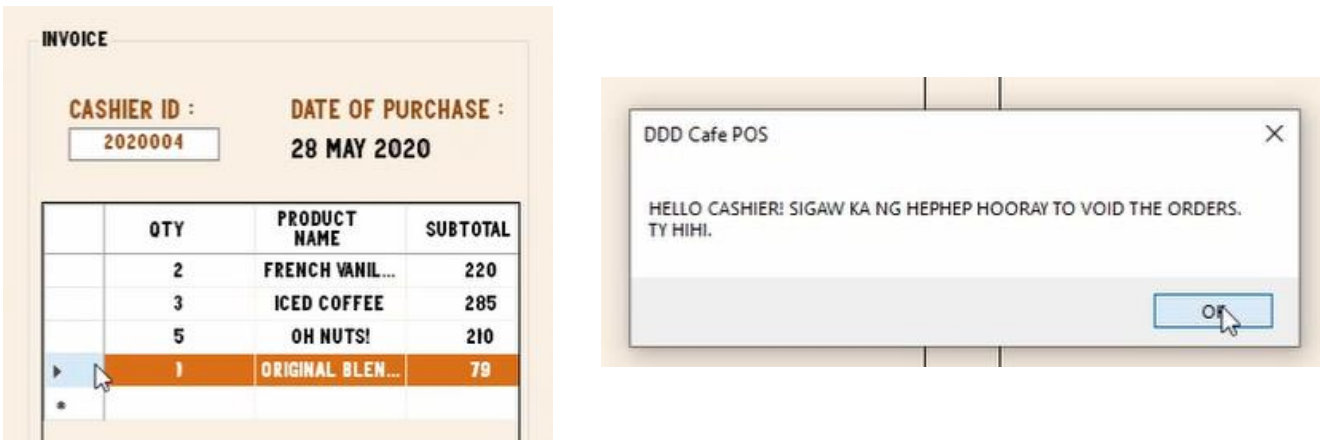 INVOICE
CASHIER ID :
DATE OF PURCHASE :
2020004
28 MAY 2020
QTY PRODUCT NAME SUBTOTAL
2 FRENCH VANIL... 220
3 ICED COFFEE 285
5 OH NUTS! 210
1 ORIGINAL BLEN... 79
*
DDD Cafe POS
HELLO CASHIER! SIGAW KA NG HEPHEP HOORAY TO VOID THE ORDERS.
TY HIHI.
OK